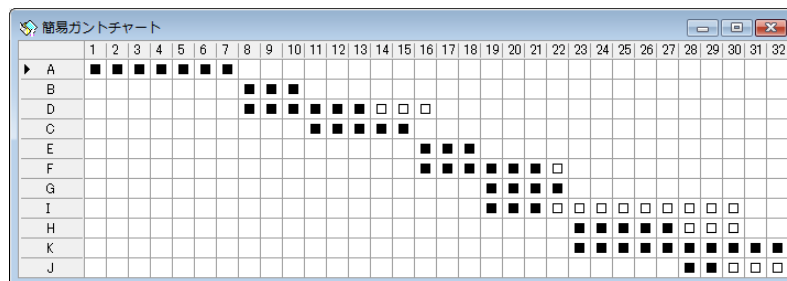 簡易ガントチャート
1 2 3 4 5 6 7 8 9 10 11 12 13 14 15 16 17 18 19 20 21 22 23 24 25 26 27 28 29 30 31 32
A ■ ■ ■ ■ ■ ■ ■
B ■ ■ ■
D ■ ■ ■ ■ ■ ■ □ □ □
C ■ ■ ■ ■ ■
E ■ ■ ■
F ■ ■ ■ ■ ■ ■ □
G ■ ■ ■ ■
I ■ ■ ■ □ □ □ □ □ □ □ □ □
H ■ ■ ■ ■ ■ □ □ □
K ■ ■ ■ ■ ■ ■ ■ ■ ■ ■
J ■ ■ □ □ □